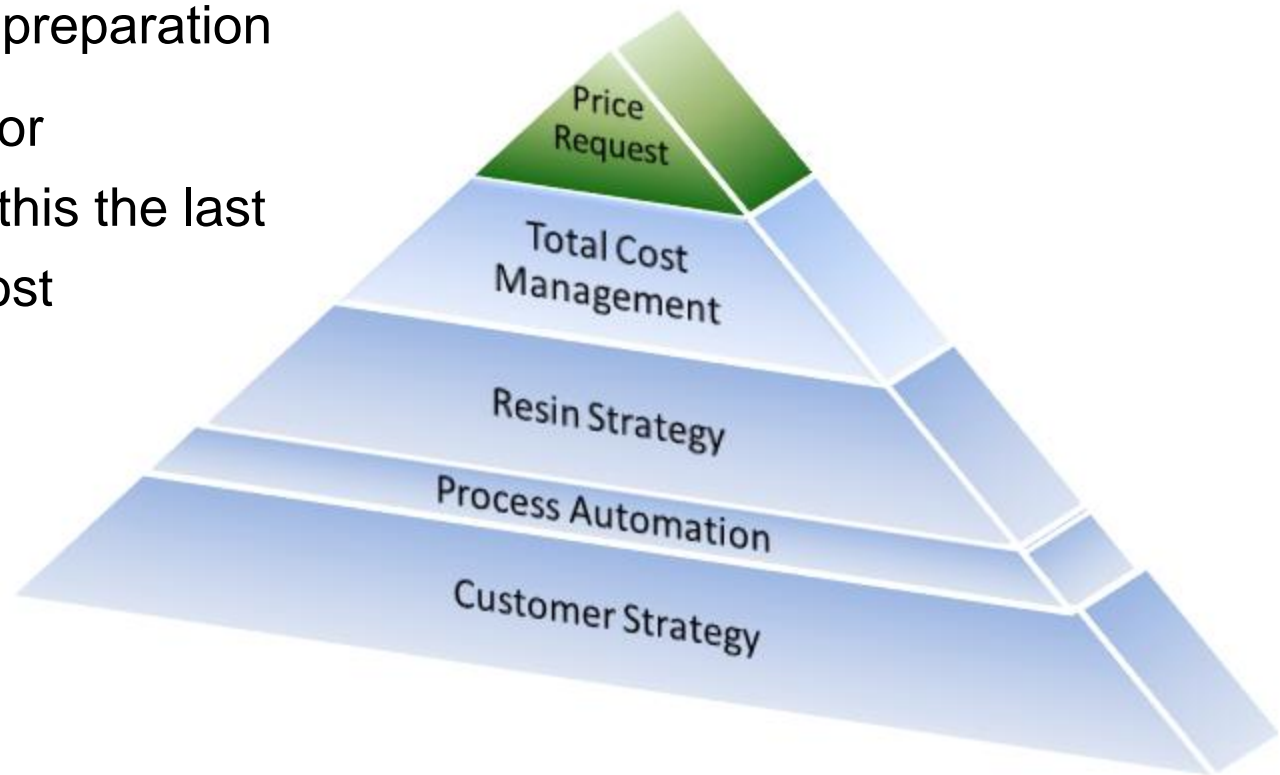 preparation
or
this the last
ost
Price
Request
Total Cost
Management
Resin Strategy
Process Automation
Customer Strategy